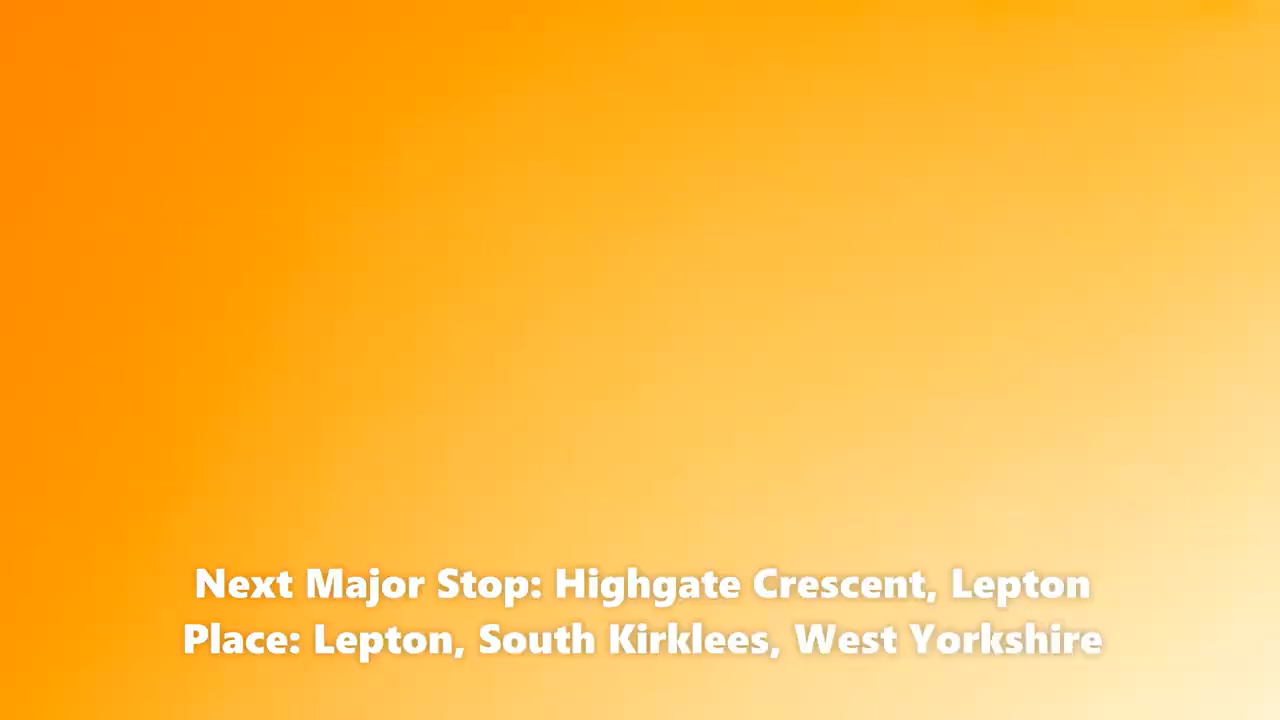 Next Major Stop: Highgate Crescent, Lepton
Place: Lepton, South Kirklees, West Yorkshire